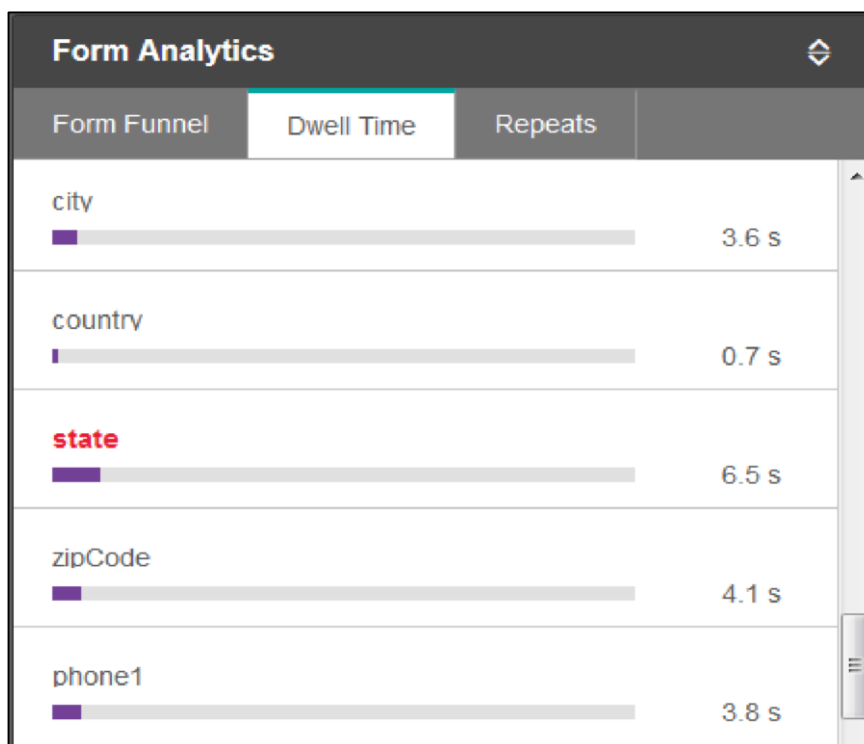 Form Analytics
Form Funnel Dwell Time Repeats
city
3.6 s
country
0.7 s
state
6.5 s
zipCode
4.1 s
phone1
3.8 s